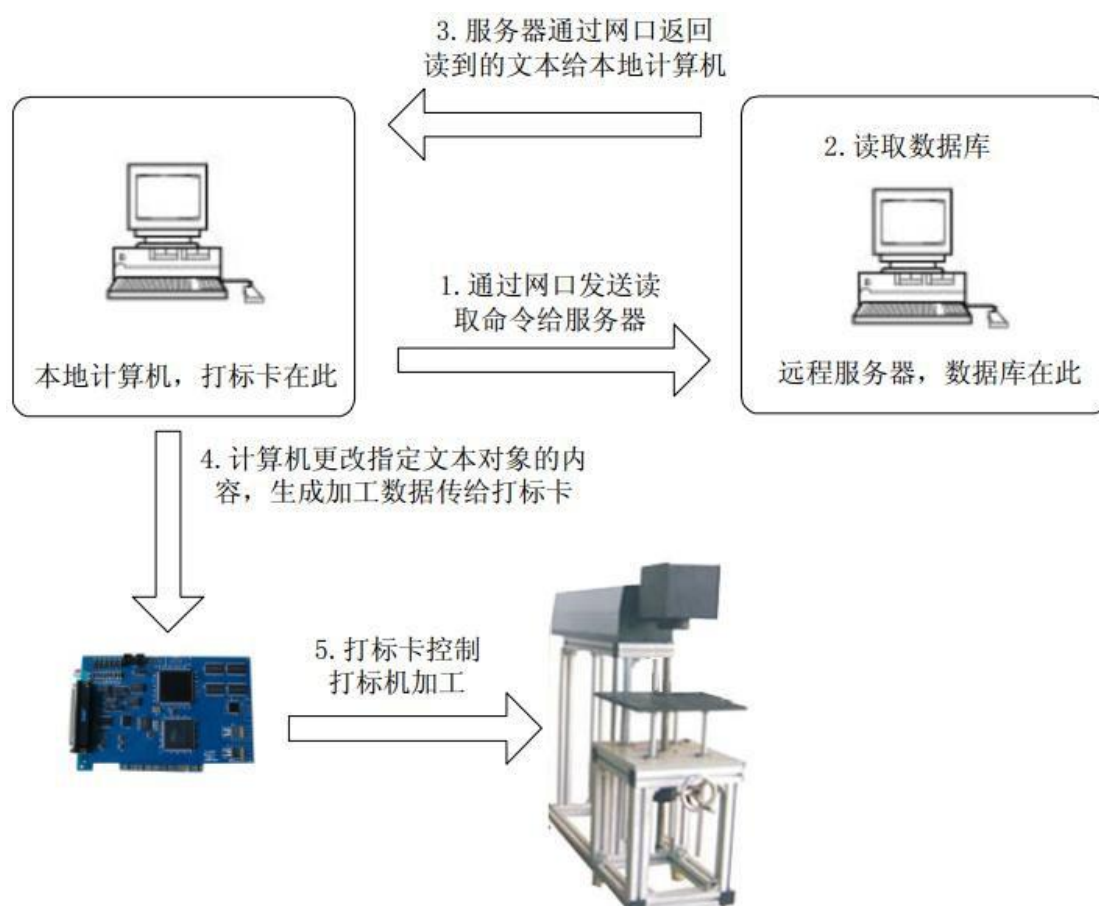 3.服务器通过网口返回
读到的文本给本地计算机
2.读取数据库
1.通过网口发送读
取命令给服务器
本地计算机，打标卡在此
远程服务器，数据库在此
4.计算机更改指定文本对象的内
容，生成加工数据传给打标卡
5.打标卡控制
打标机加工